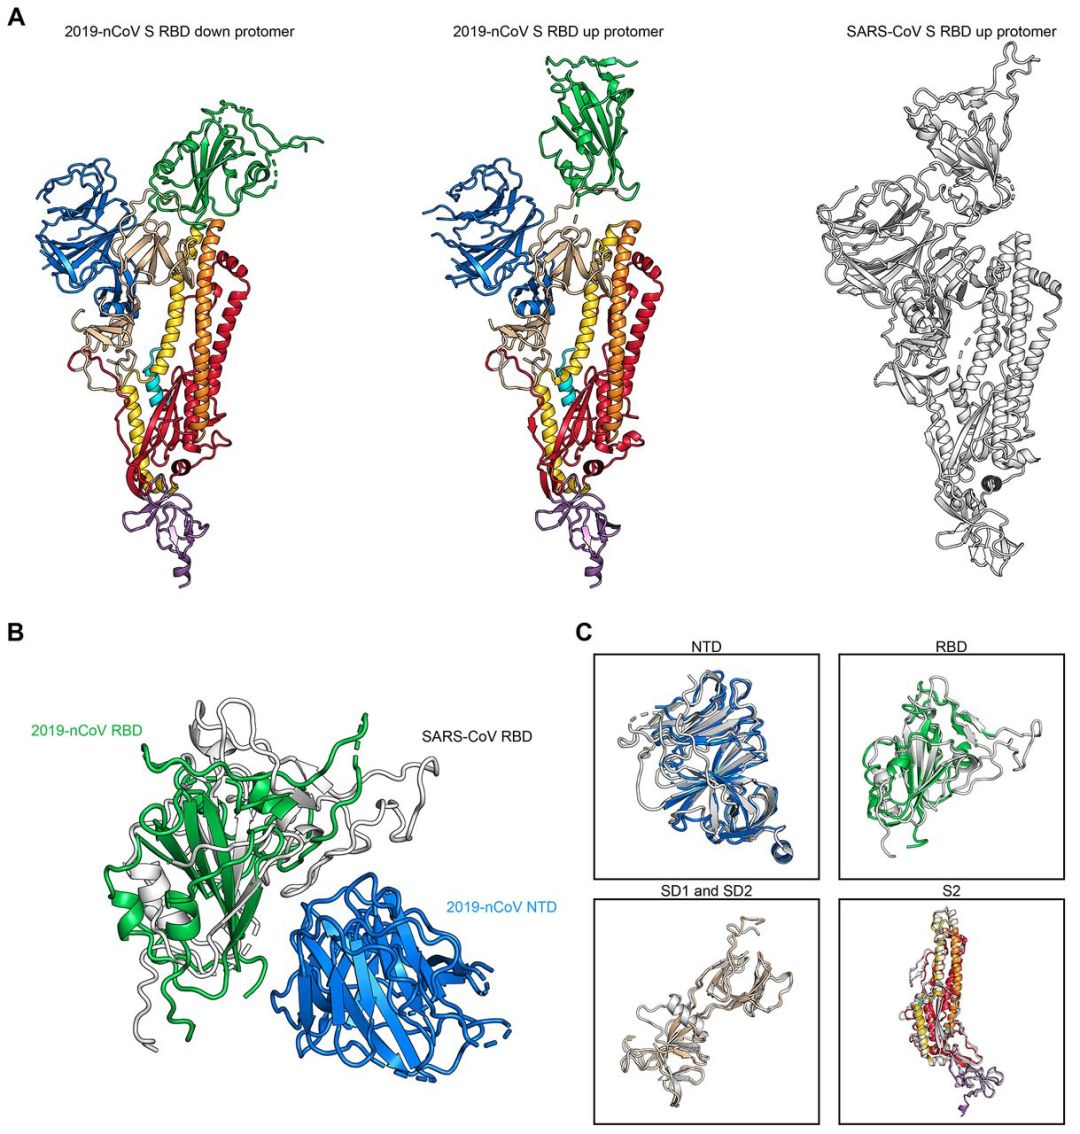 A
2019-nCoV S RBD down protomer
2019-nCoV S RBD up protomer
SARS-CoV S RBD up protomer
B
2019-nCoV RBD
SARS-CoV RBD
2019-nCoV NTD
C
NTD
RBD
SD1 and SD2
S2